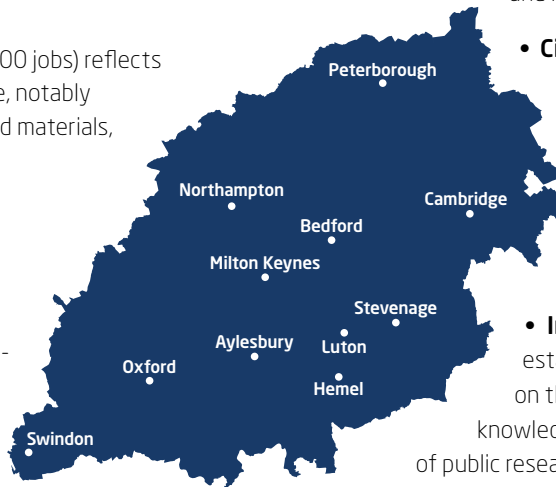 00 jobs) reflects
e, notably
d materials,
-
Peterborough
Northampton
Cambridge
Bedford
Milton Keynes
Stevenage
Aylesbury
Luton
Oxford
Hemel
Swindon
• Ci
• I
est
on th
knowled
of public resea